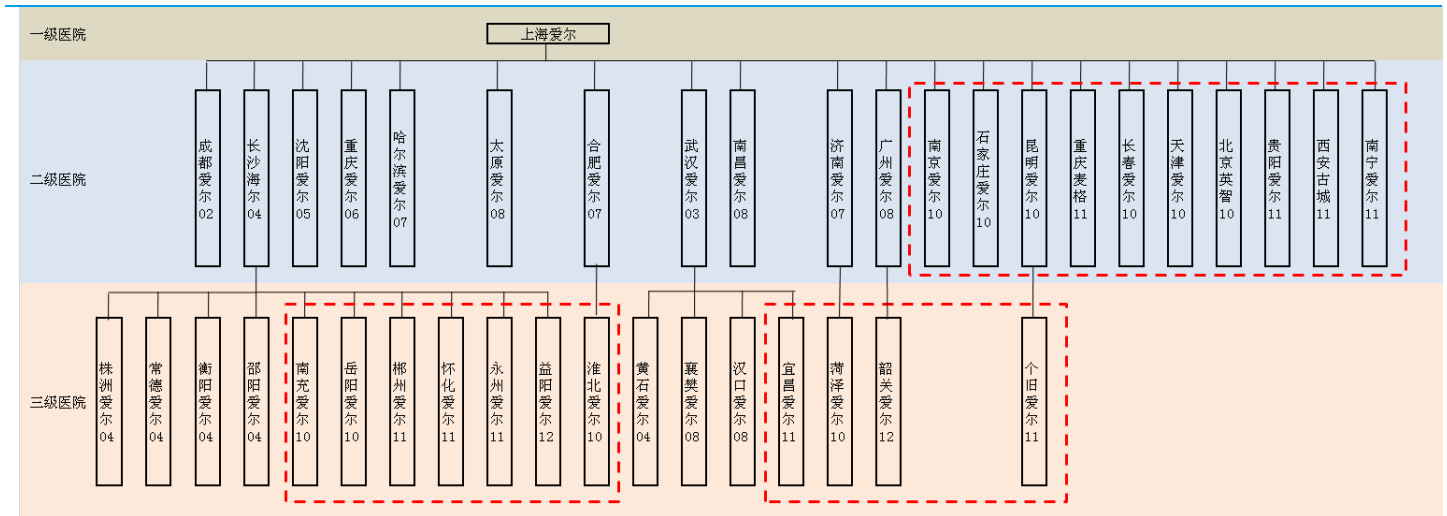 一级医院
上海爱尔
二级医院
成都爱尔02
长沙海尔04
沈阳爱尔05
重庆爱尔06
哈尔滨爱尔07
太原爱尔08
合肥爱尔07
武汉爱尔03
南昌爱尔08
济南爱尔07
广州爱尔08
南京爱尔10
石家庄爱尔10
昆明爱尔10
重庆麦格11
长春爱尔10
天津爱尔10
北京英智10
贵阳爱尔11
西安古城11
南宁爱尔11
三级医院
株洲爱尔04
常德爱尔04
衡阳爱尔04
邵阳爱尔04
南充爱尔10
岳阳爱尔10
郴州爱尔11
怀化爱尔11
永州爱尔11
益阳爱尔12
淮北爱尔10
黄石爱尔04
襄樊爱尔08
汉口爱尔08
宜昌爱尔11
菏泽爱尔10
韶关爱尔12
个旧爱尔11